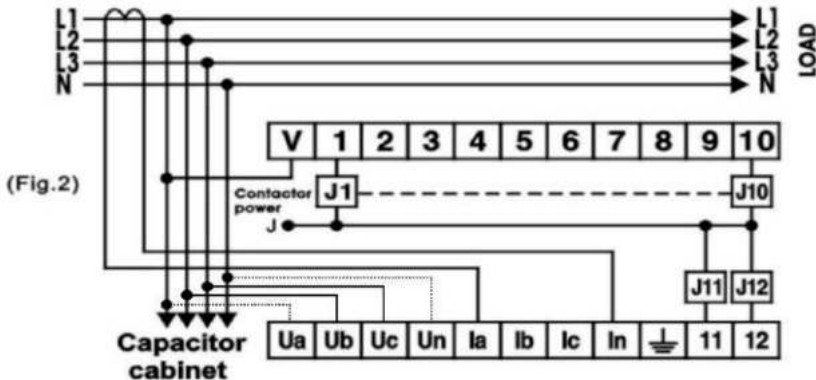 L1 L1
L2 L2
L3 L3
N N
LOAD
V 1 2 3 4 5 6 7 8 9 10
(Fig.2)
Contactor
power
J1 J10
J
J11 J12
Ua Ub Uc Un Ia Ib Ic In 11 12
Capacitor
cabinet